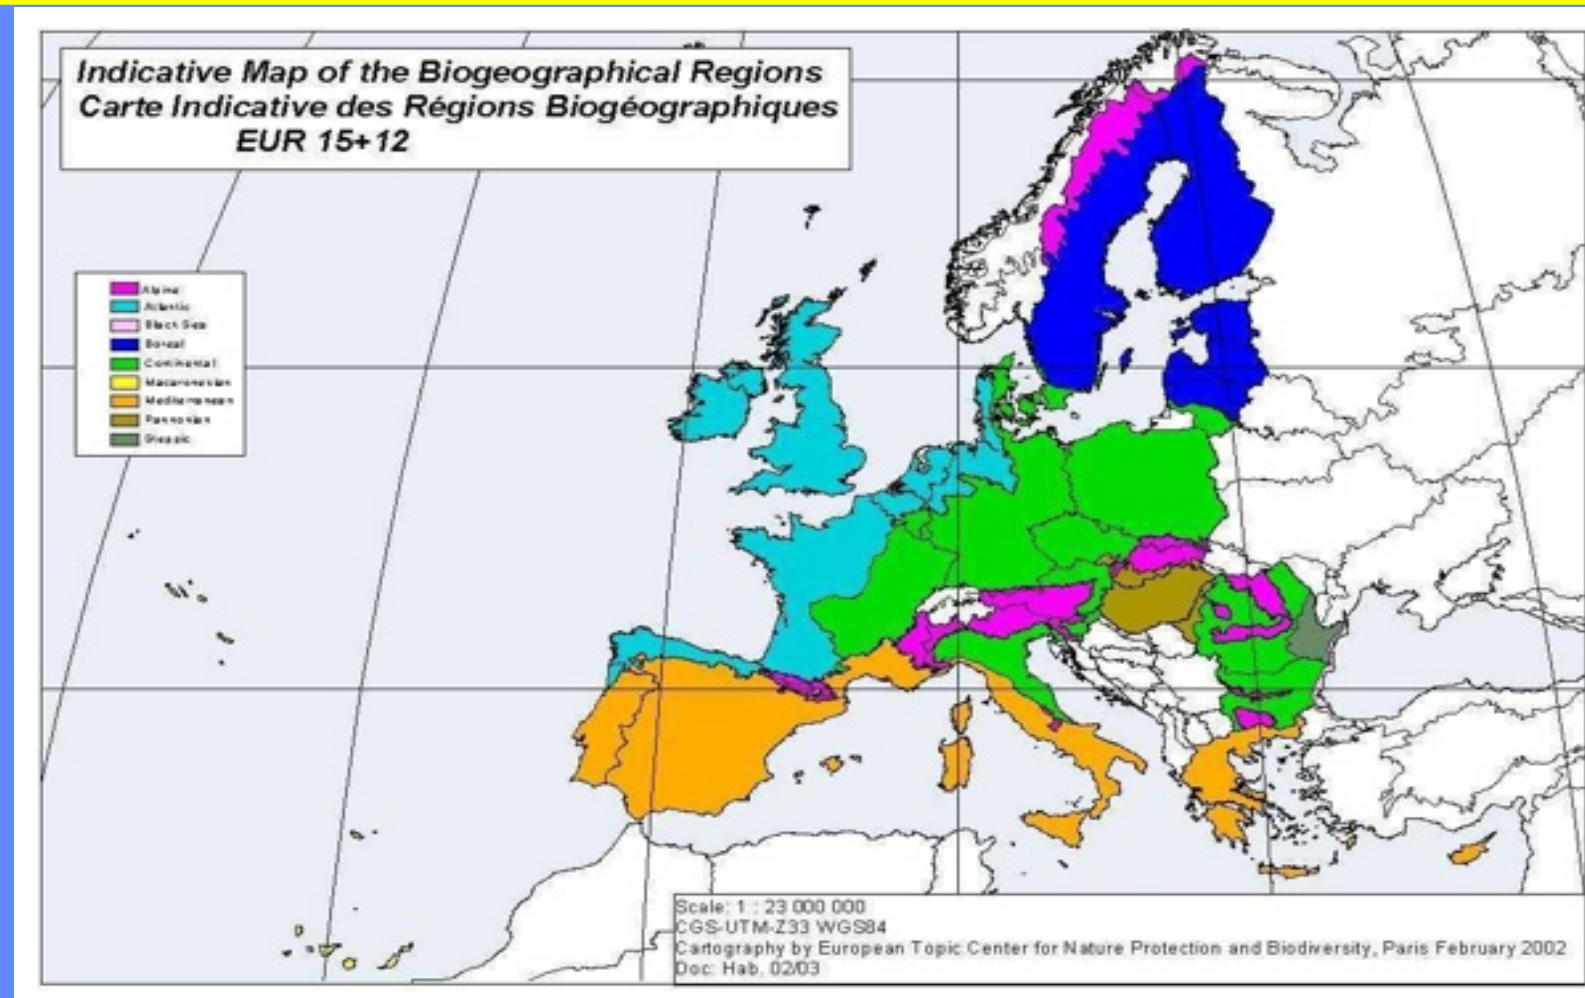 Indicative Map of the Biogeographical Regions
Carte Indicative des Régions Biogéographiques
EUR 15+12
Alpine
Atlantic
Black Sea
Boreal
Continental
Macaronesian
Mediterranean
Pannonian
Steppic
Scale: 1 : 23 000 000
CGS-UTM-Z33 WGS84
Cartography by European Topic Center for Nature Protection and Biodiversity, Paris February 2002
Doc: Hab. 02/03